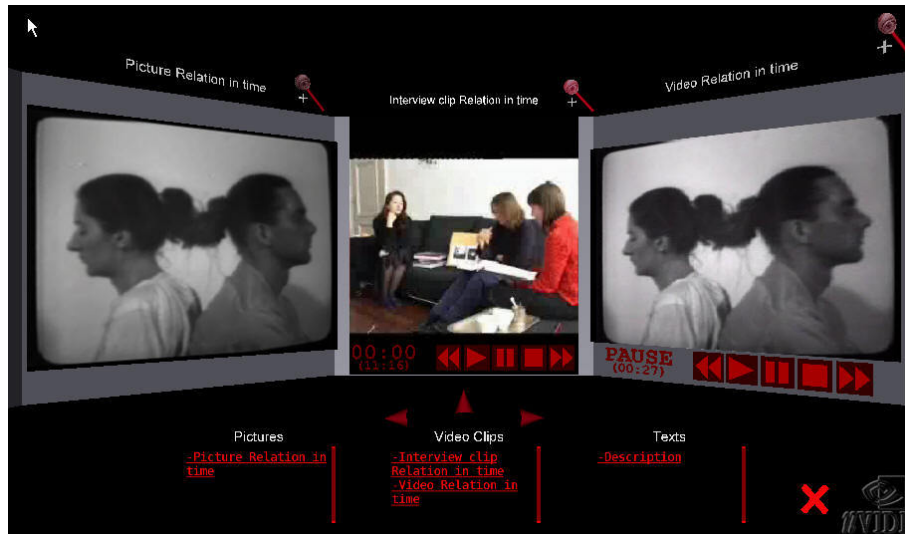 Picture Relation in time
Interview clip Relation in time
Video Relation in time
00:00
(11:16)
PAUSE
(00:27)
Pictures
-Picture Relation in
time
Video Clips
-Interview clip
Relation in time
-Video Relation in
time
Texts
-Description